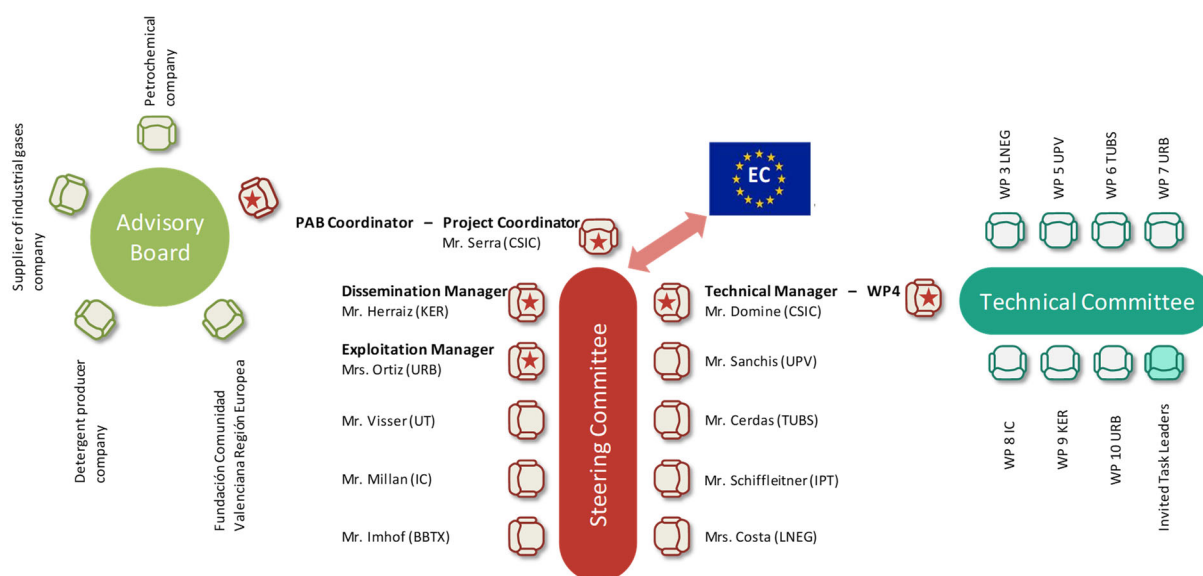 Petrochemical
company
Supplier of industrial gases
company
Advisory
Board
Detergent producer
company
Fundación Comunidad
Valenciana Región Europea
EC
PAB Coordinator – Project Coordinator
Mr. Serra (CSIC)
Dissemination Manager
Mr. Herraiz (KER)
Exploitation Manager
Mrs. Ortiz (URB)
Mr. Visser (UT)
Mr. Millan (IC)
Mr. Imhof (BBTX)
Steering Committee
Technical Manager – WP4
Mr. Domine (CSIC)
Mr. Sanchis (UPV)
Mr. Cerdas (TUBS)
Mr. Schiffleitner (IPT)
Mrs. Costa (LNEG)
WP 3 LNEG
WP 5 UPV
WP 6 TUBS
WP 7 URB
Technical Committee
WP 8 IC
WP 9 KER
WP 10 URB
Invited Task Leaders